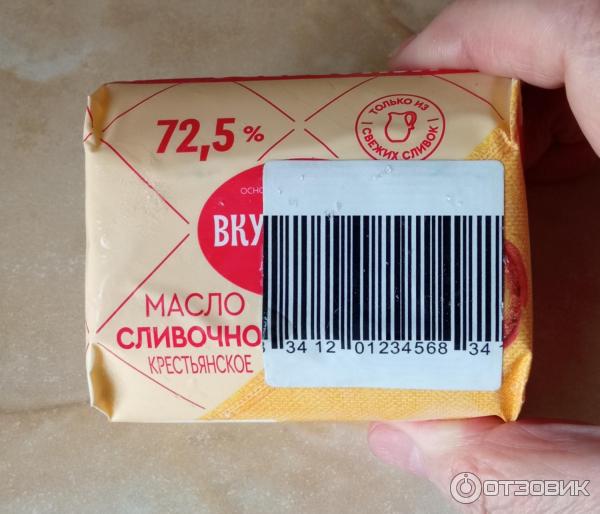 ТОЛЬКО ИЗ
СВЕЖИХ СЛИВОК
72,5 %
ВКУ
МАСЛО
СЛИВОЧНО
КРЕСТЬЯНСКОЕ
34 12 01234568 34
ОТЗОВИК